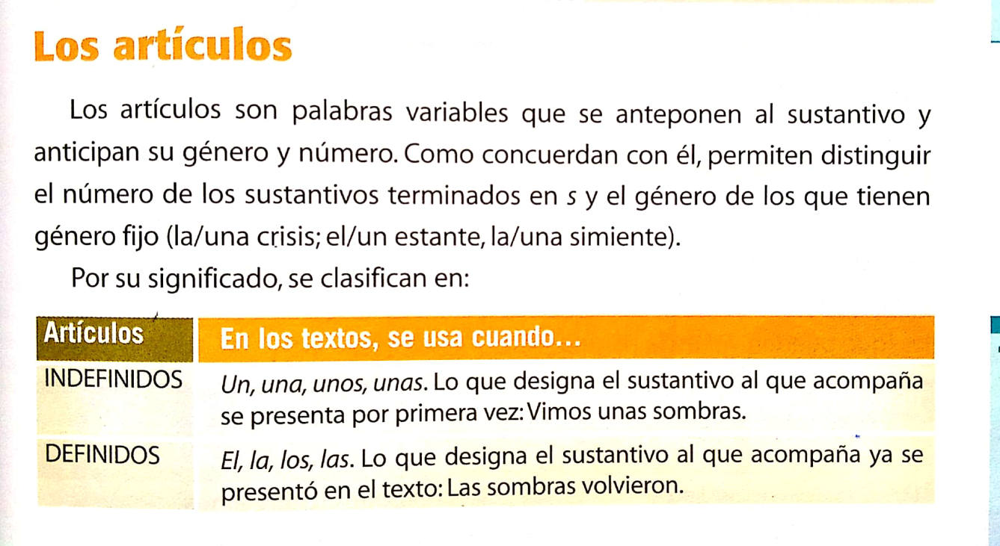 Los artículos
Los artículos son palabras variables que se anteponen al sustantivo y
anticipan su género y número. Como concuerdan con él, permiten distinguir
el número de los sustantivos terminados en s y el género de los que tienen
género fijo (la/una crisis; el/un estante, la/una simiente).
Por su significado, se clasifican en:
Artículos En los textos, se usa cuando...
INDEFINIDOS Un, una, unos, unas. Lo que designa el sustantivo al que acompaña
se presenta por primera vez: Vimos unas sombras.
DEFINIDOS El, la, los, las. Lo que designa el sustantivo al que acompaña ya se
presentó en el texto: Las sombras volvieron.